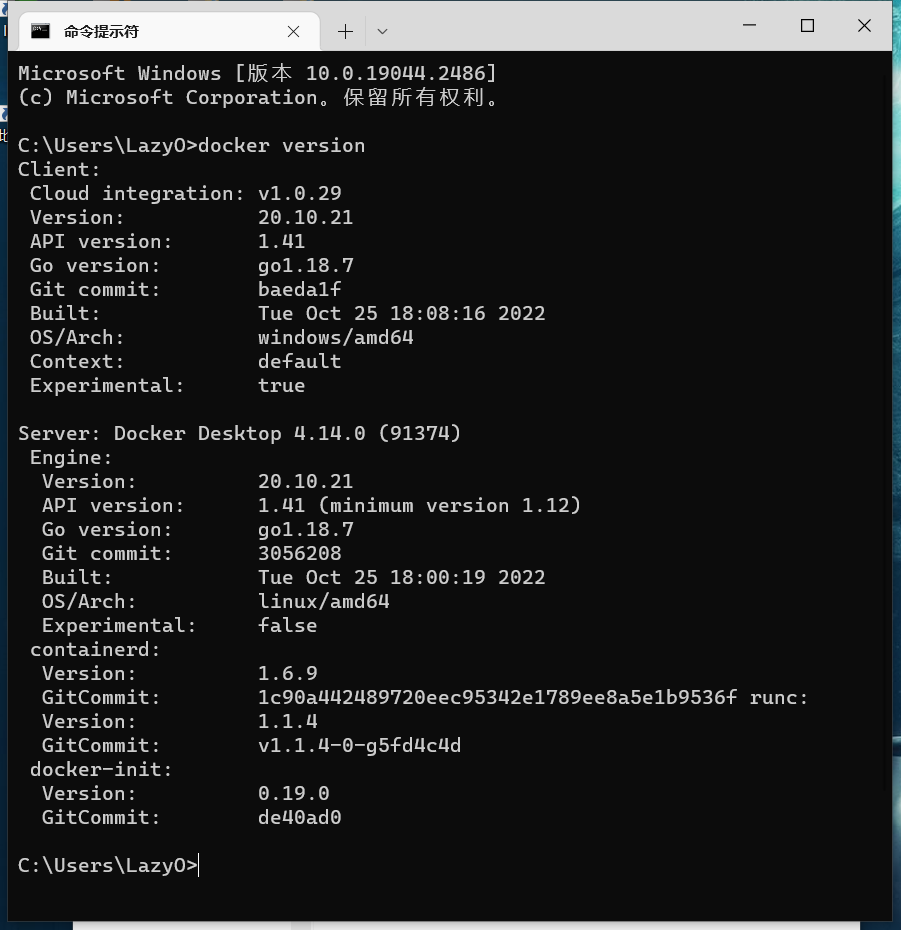 命令提示符
Microsoft Windows [版本 10.0.19044.2486]
(c) Microsoft Corporation。保留所有权利。
C:\Users\LazyO>docker version
Client:
Cloud integration: v1.0.29
Version: 20.10.21
API version: 1.41
Go version: go1.18.7
Git commit: baeda1f
Built: Tue Oct 25 18:08:16 2022
OS/Arch: windows/amd64
Context: default
Experimental: true
Server: Docker Desktop 4.14.0 (91374)
Engine:
Version: 20.10.21
API version: 1.41 (minimum version 1.12)
Go version: go1.18.7
Git commit: 3056208
Built: Tue Oct 25 18:00:19 2022
OS/Arch: linux/amd64
Experimental: false
containerd:
Version: 1.6.9
GitCommit: 1c90a442489720eec95342e1789ee8a5e1b9536f runc:
Version: 1.1.4
GitCommit: v1.1.4-0-g5fd4c4d
docker-init:
Version: 0.19.0
GitCommit: de40ad0
C:\Users\LazyO>